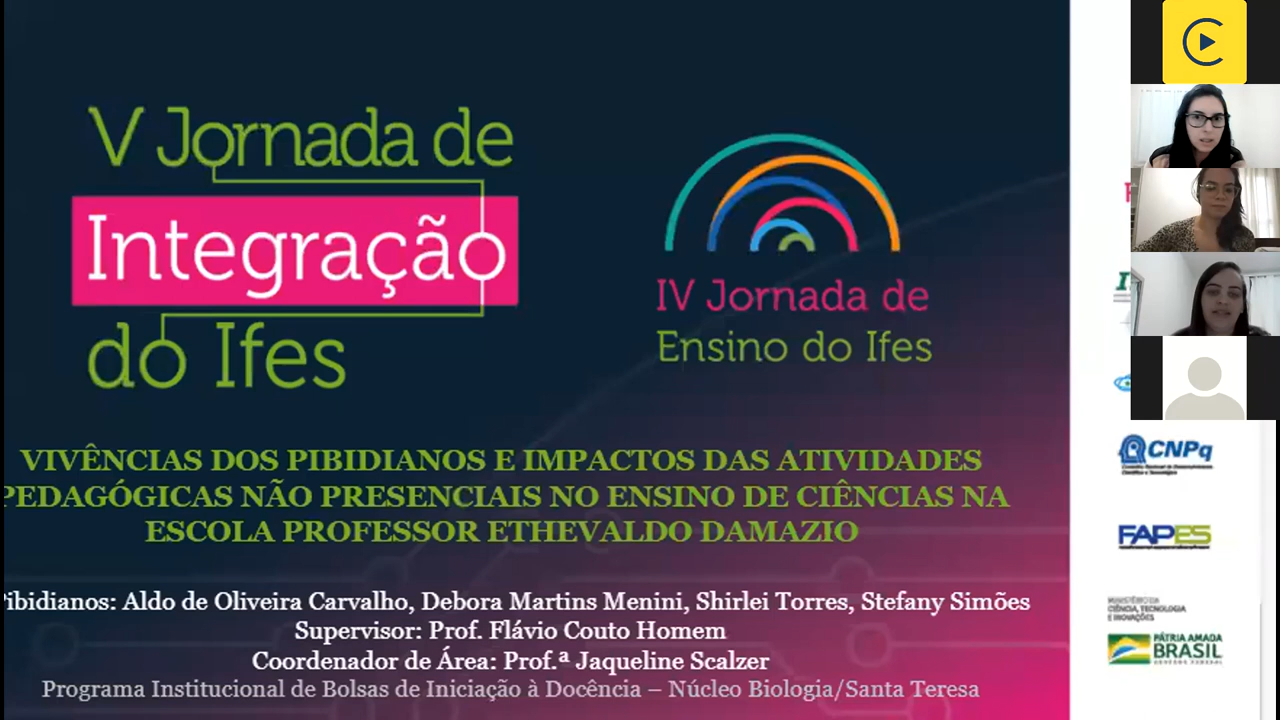 V Jornada de
Integração
do Ifes
IV Jornada de
Ensino do Ifes
VIVÊNCIAS DOS PIBIDIANOS E IMPACTOS DAS ATIVIDADES
PEDAGÓGICAS NÃO PRESENCIAIS NO ENSINO DE CIÊNCIAS NA
ESCOLA PROFESSOR ETHEVALDO DAMAZIO
Pibidianos: Aldo de Oliveira Carvalho, Debora Martins Menini, Shirlei Torres, Stefany Simões
Supervisor: Prof. Flávio Couto Homem
Coordenador de Área: Prof.ª Jaqueline Scalzer
Programa Institucional de Bolsas de Iniciação à Docência – Núcleo Biologia/Santa Teresa
CNPq
FAPES
MINISTÉRIO DA
CIÊNCIA, TECNOLOGIA
E INOVAÇÕES
PÁTRIA AMADA
BRASIL
GOVERNO FEDERAL